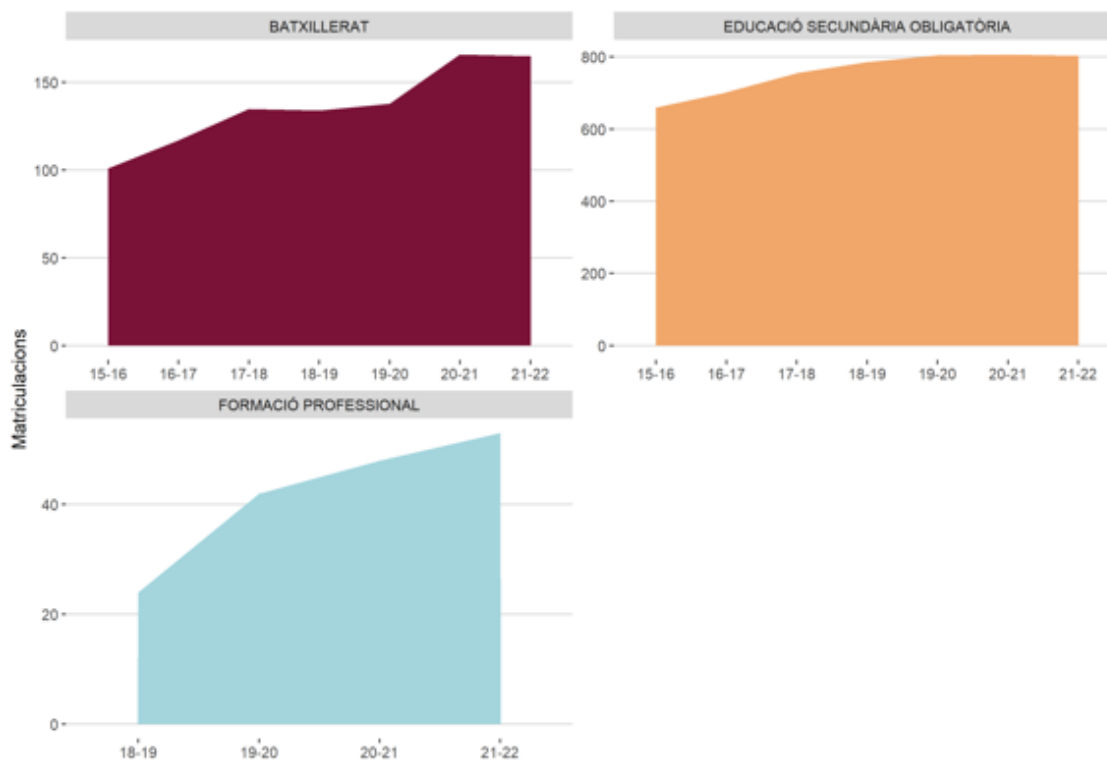 BATXILLERAT
150
100
50
0
15-16 16-17 17-18 18-19 19-20 20-21 21-22
EDUCACIÓ SECUNDÀRIA OBLIGATÒRIA
800
600
400
200
0
15-16 16-17 17-18 18-19 19-20 20-21 21-22
Matriculacions
FORMACIÓ PROFESSIONAL
40
20
0
18-19 19-20 20-21 21-22